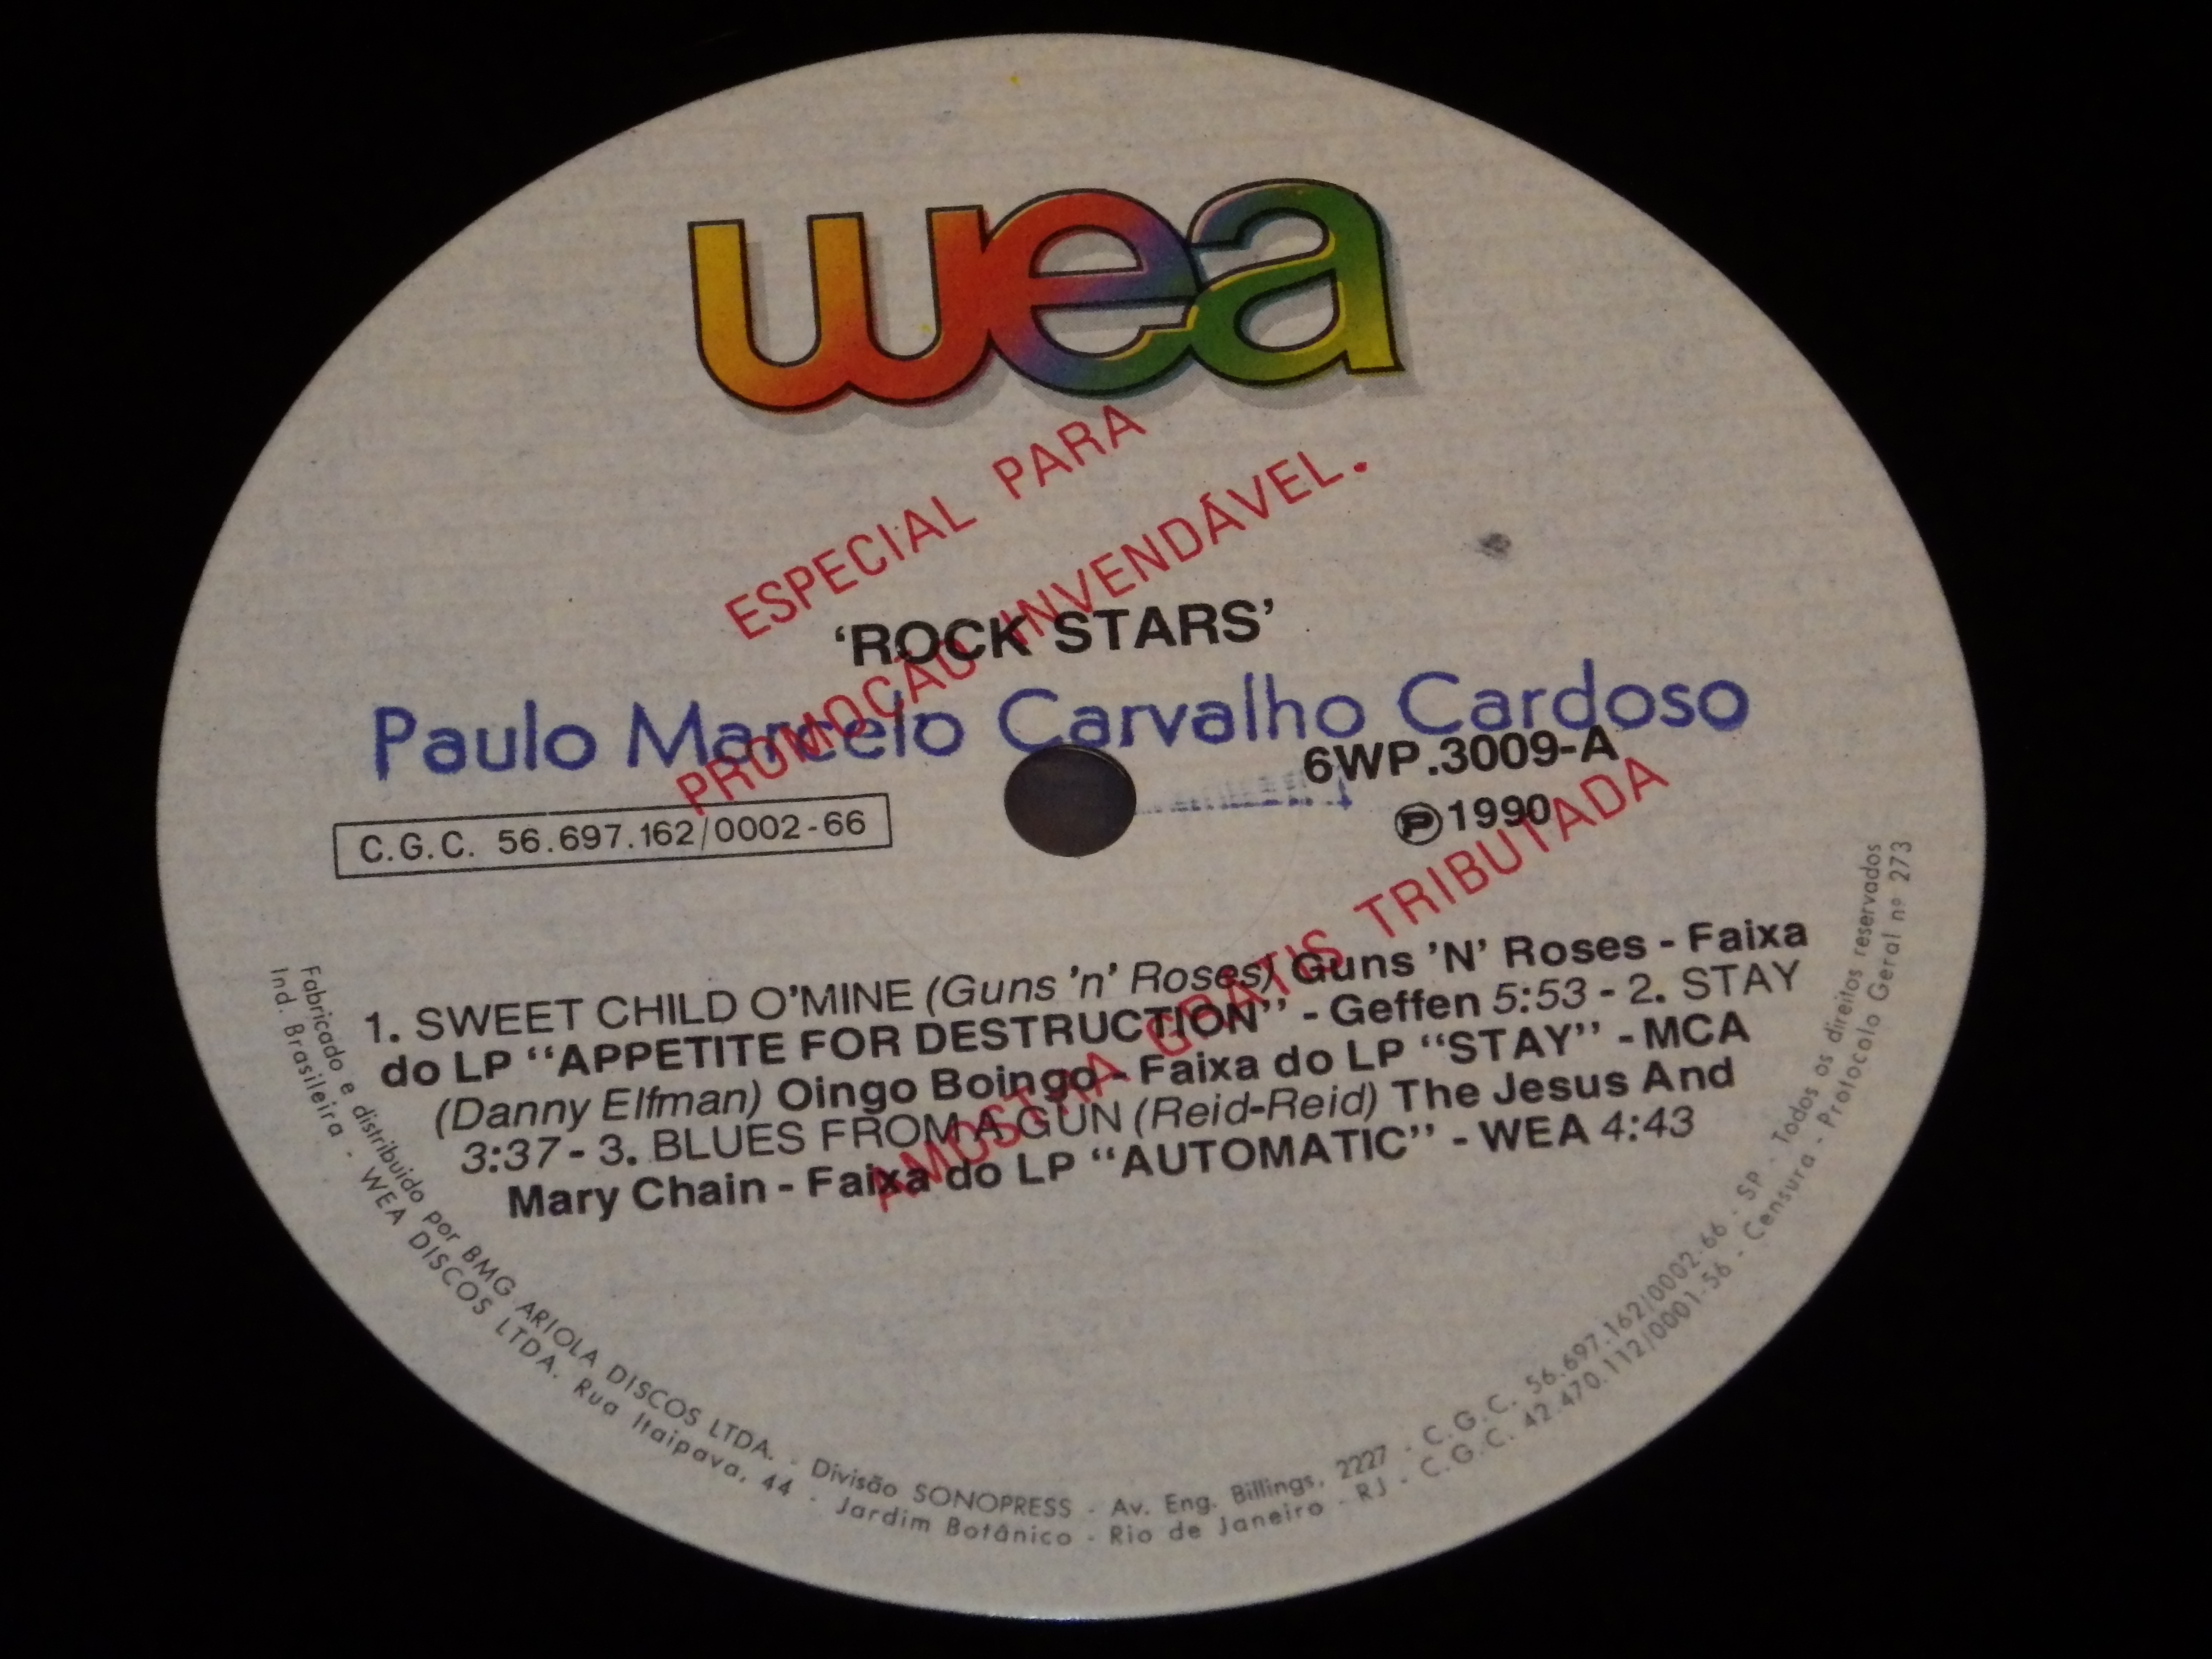 wea
ESPECIAL PARA
PROMOÇÃO INVENDÁVEL.
'ROCK STARS'
Paulo Marcelo Carvalho Cardoso
6WP.3009-A
C.G.C. 56.697.162/0002-66
℗1990
AMOSTRA GRATIS TRIBUTADA
1. SWEET CHILD O'MINE (Guns 'n' Roses) Guns 'N' Roses - Faixa
do LP "APPETITE FOR DESTRUCTION" - Geffen 5:53 - 2. STAY
(Danny Elfman) Oingo Boingo - Faixa do LP "STAY" - MCA
3:37 - 3. BLUES FROM A GUN (Reid-Reid) The Jesus And
Mary Chain - Faixa do LP "AUTOMATIC" - WEA 4:43
Fabricado e distribuido por BMG ARIOLA DISCOS LTDA. - Divisão SONOPRESS - Av. Eng. Billings, 2227 - C.G.C. 56.697.162/0002-66 - SP - Todos os direitos reservados
Ind. Brasileira - WEA DISCOS LTDA. Rua Itaipava, 44 - Jardim Botânico - Rio de Janeiro - RJ - C.G.C. 42.470.112/0001-56 - Censura - Protocolo Geral nº 273